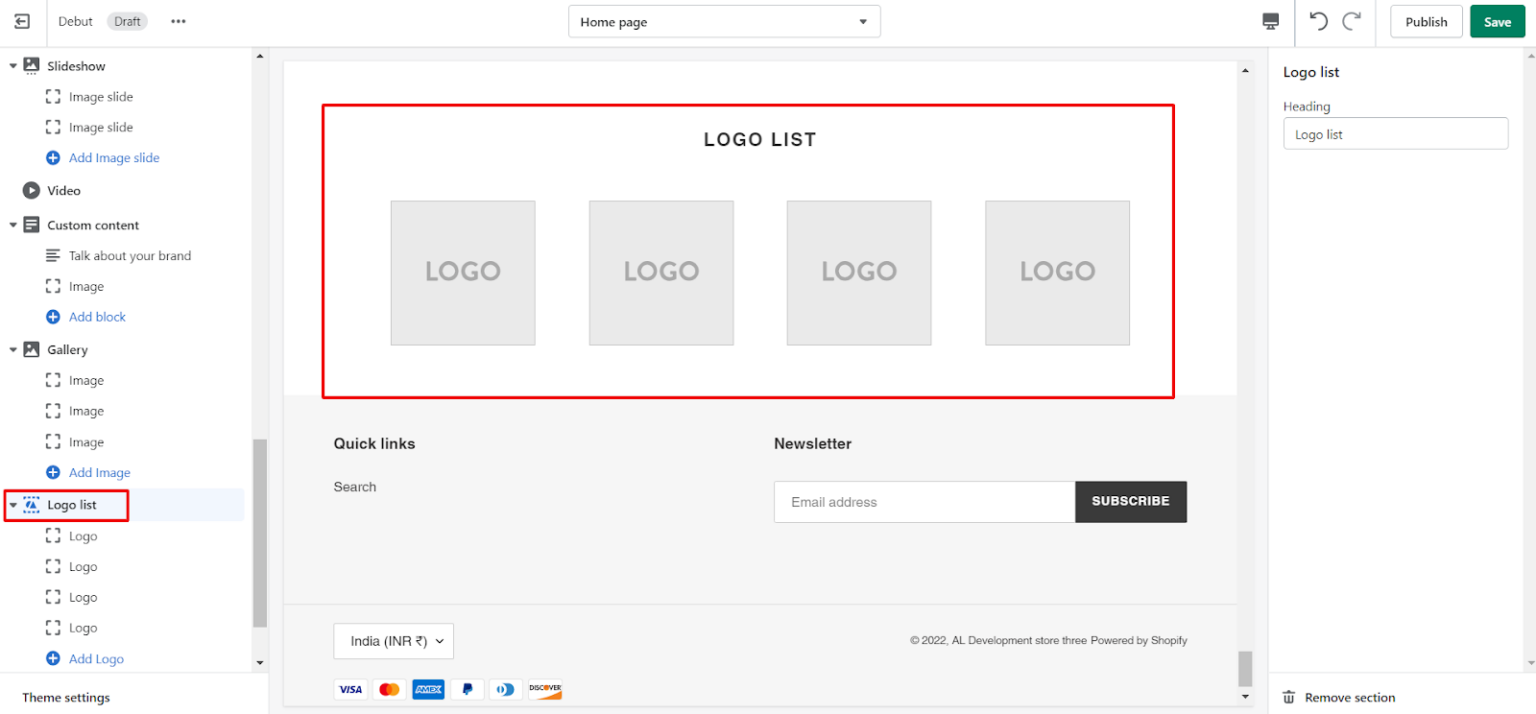 Debut Draft
Home page
Publish
Save
Slideshow
Image slide
Image slide
Add Image slide
Video
Custom content
Talk about your brand
Image
Add block
Gallery
Image
Image
Image
Add Image
Logo list
Logo
Logo
Logo
Logo
Add Logo
Theme settings
LOGO LIST
LOGO LOGO LOGO LOGO
Quick links
Search
Newsletter
Email address SUBSCRIBE
India (INR ₹)
© 2022, AL Development store three Powered by Shopify
VISA AMEX DISCOVER
Logo list
Heading
Logo list
Remove section